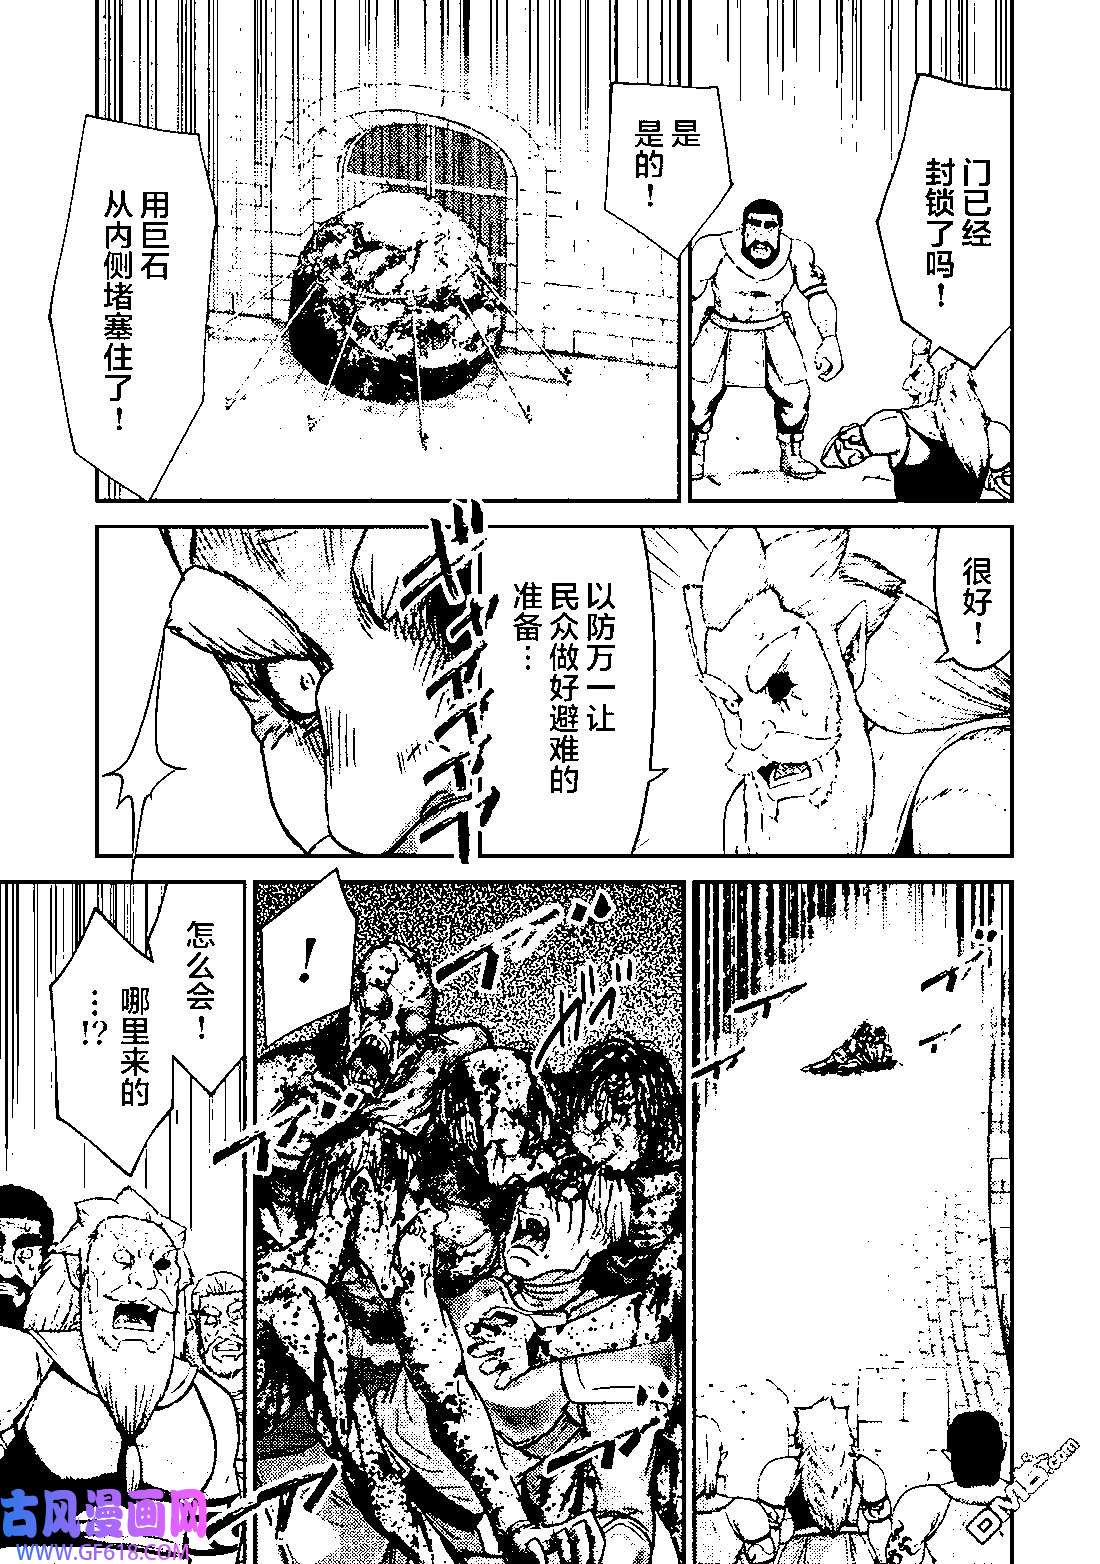 门已经
封锁了吗！
是
是的！
用巨石
从内侧堵塞住了！
很好！
以防万一让
民众做好避难的
准备…
！
怎么会！
哪里来的
…!?
古风漫画网
WWW.GF618.COM
DM5.com